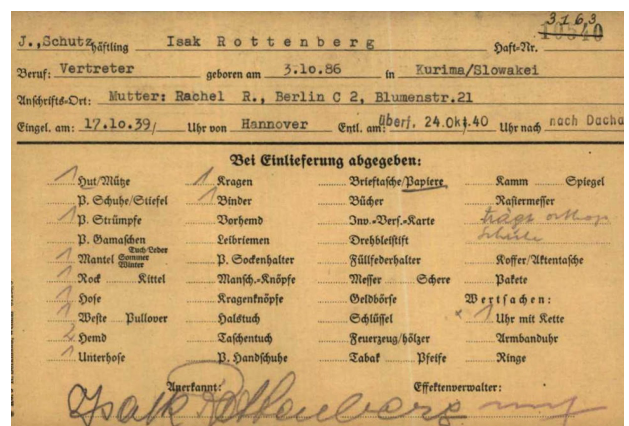 3163
10540
J.,Schutzhäftling Isak Rottenberg Haft-Nr.
Beruf: Vertreter geboren am 3.10.86 in Kurima/Slowakei
Anschrifts-Ort: Mutter: Rachel R., Berlin C 2, Blumenstr.21
Eingel. am: 17.10.39/ Uhr von Hannover Entl. am: überf. 24.Okt.40 Uhr nach nach Dacha
Bei Einlieferung abgegeben:
1 Hut/Mütze 1 Kragen Brieftasche/Papiere Kamm Spiegel
P. Schuhe/Stiefel 1 Binder Bücher Rasiermesser
1 P. Strümpfe Vorhemd Inv.-Vers.-Karte trägt orthop.
P. Gamaschen Leibriemen Drehbleistift Schuhe
1 Mantel Tuch/Leder Sommer Winter P. Sockenhalter Füllfederhalter Koffer/Aktentasche
1 Rock Kittel Mansch.-Knöpfe Messer Schere Pakete
1 Hose Kragenknöpfe Geldbörse Wertsachen:
1 Weste Pullover Halstuch Schlüssel × 1 Uhr mit Kette
2 Hemd Taschentuch Feuerzeug/hölzer Armbanduhr
1 Unterhose P. Handschuhe Tabak Pfeife Ringe
Anerkannt: Effektenverwalter:
Isak Rottenberg